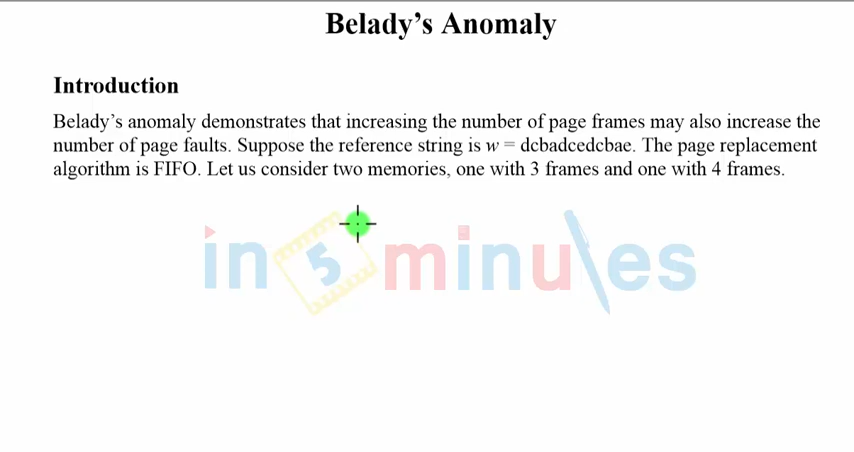 Belady’s Anomaly
Introduction
Belady’s anomaly demonstrates that increasing the number of page frames may also increase the
number of page faults. Suppose the reference string is w = dcbadcedcbae. The page replacement
algorithm is FIFO. Let us consider two memories, one with 3 frames and one with 4 frames.
in 5 minutes